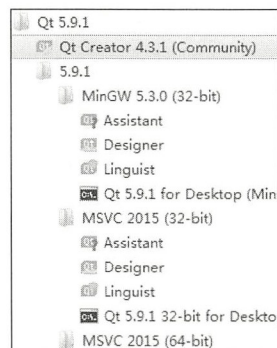 Qt 5.9.1
Qt Creator 4.3.1 (Community)
5.9.1
MinGW 5.3.0 (32-bit)
Assistant
Designer
Linguist
Qt 5.9.1 for Desktop (Min
MSVC 2015 (32-bit)
Assistant
Designer
Linguist
Qt 5.9.1 32-bit for Deskto
MSVC 2015 (64-bit)